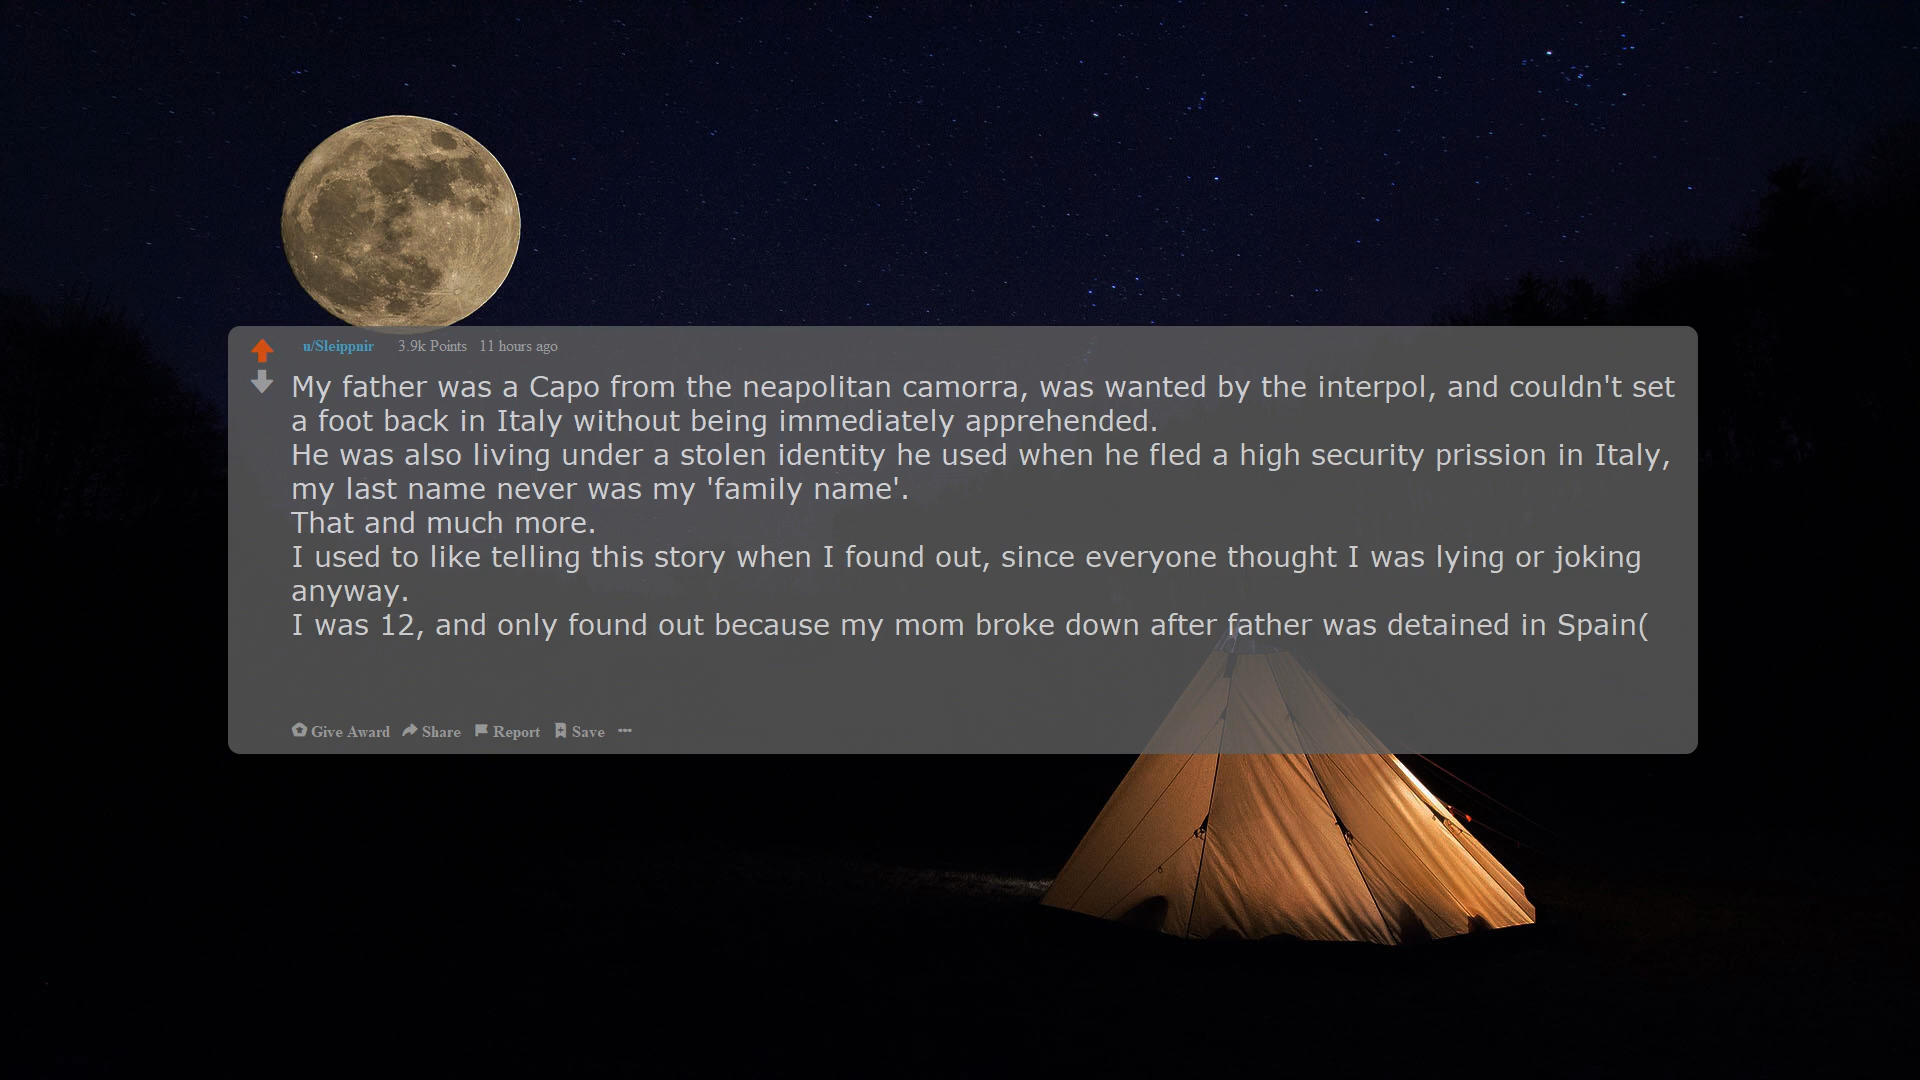 u/Sleippnir 3.9k Points 11 hours ago
My father was a Capo from the neapolitan camorra, was wanted by the interpol, and couldn't set
a foot back in Italy without being immediately apprehended.
He was also living under a stolen identity he used when he fled a high security prission in Italy,
my last name never was my 'family name'.
That and much more.
I used to like telling this story when I found out, since everyone thought I was lying or joking
anyway.
I was 12, and only found out because my mom broke down after father was detained in Spain(
Give Award Share Report Save ···